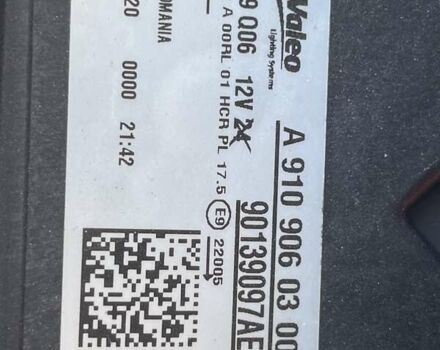 Valeo
Lighting Systems
A 910 906 03 00
90139097AE
9 Q06 12V 24
A 00RL 01 HCR PL 17.5 E9 22005
OMANIA
20 0000 21:42